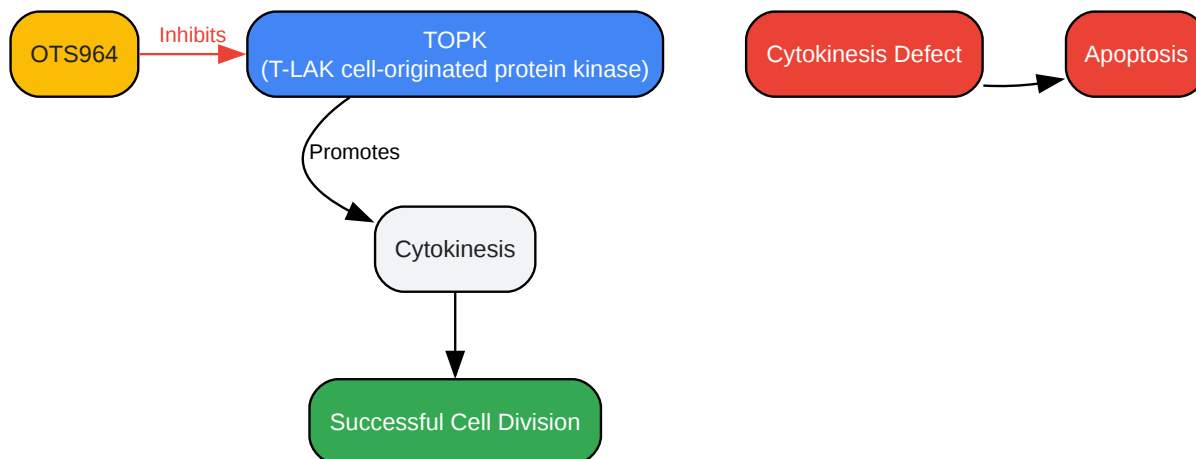 OTS964
Inhibits
TOPK
(T-LAK cell-originated protein kinase)
Cytokinesis Defect
Apoptosis
Promotes
Cytokinesis
Successful Cell Division